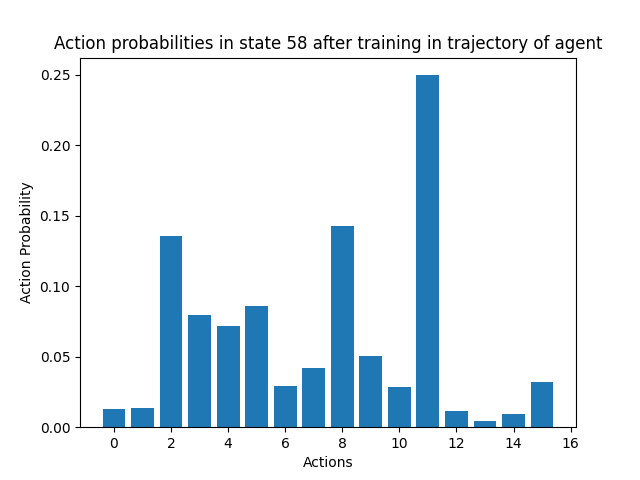 Action probabilities in state 58 after training in trajectory of agent
0.25
0.20
0.15
0.10
0.05
0.00
Action Probability
0 2 4 6 8 10 12 14 16
Actions